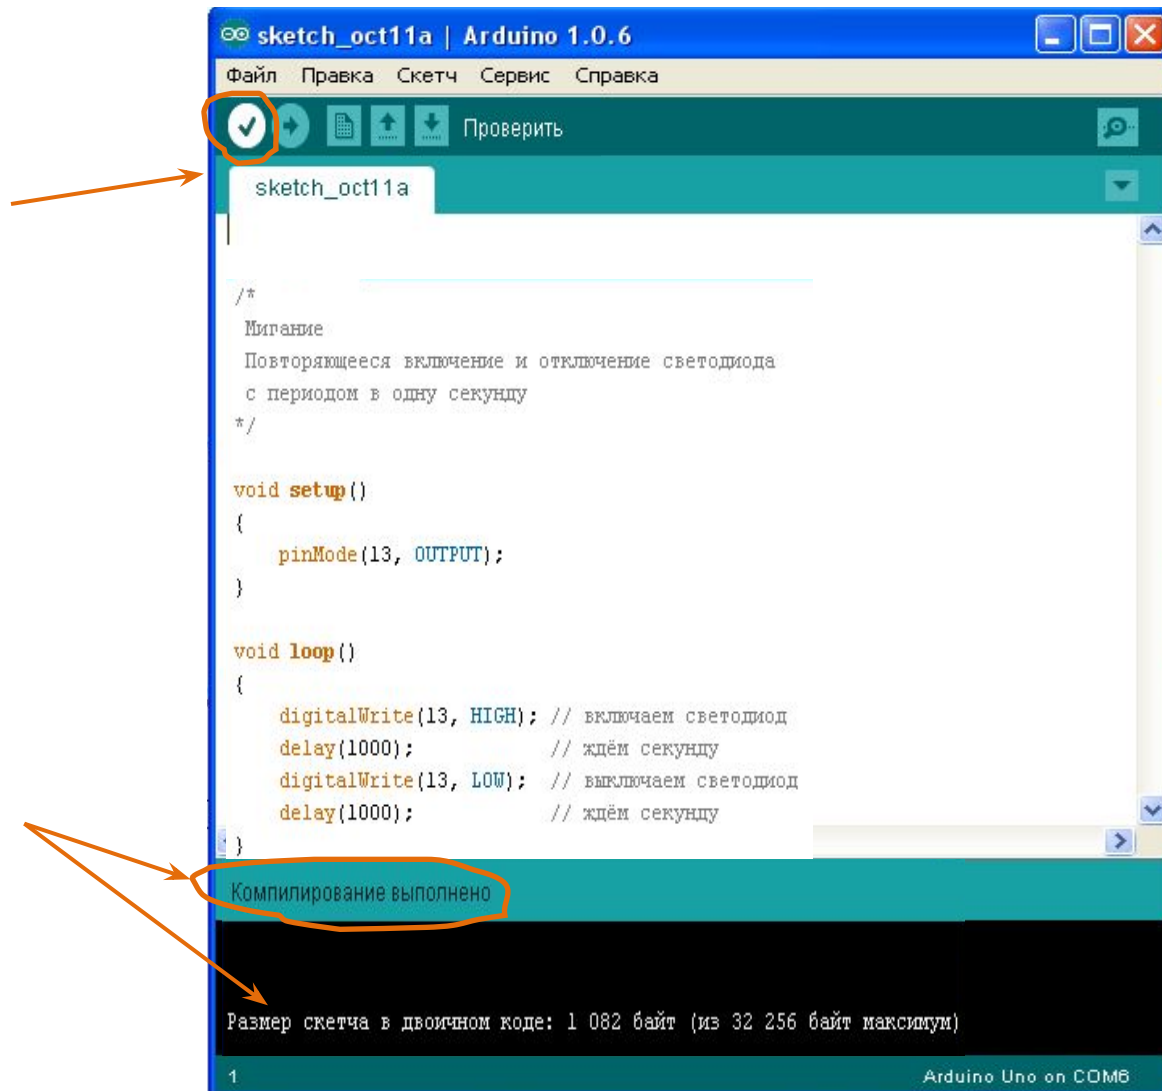 sketch_oct11a | Arduino 1.0.6
Файл Правка Скетч Сервис Справка
Проверить
sketch_oct11a
/*
Мигание
Повторяющееся включение и отключение светодиода
с периодом в одну секунду
*/
void setup()
{
pinMode(13, OUTPUT);
}
void loop()
{
digitalWrite(13, HIGH); // включаем светодиод
delay(1000); // ждём секунду
digitalWrite(13, LOW); // выключаем светодиод
delay(1000); // ждём секунду
}
Компилирование выполнено
Размер скетча в двоичном коде: 1 082 байт (из 32 256 байт максимум)
1 Arduino Uno on COM6